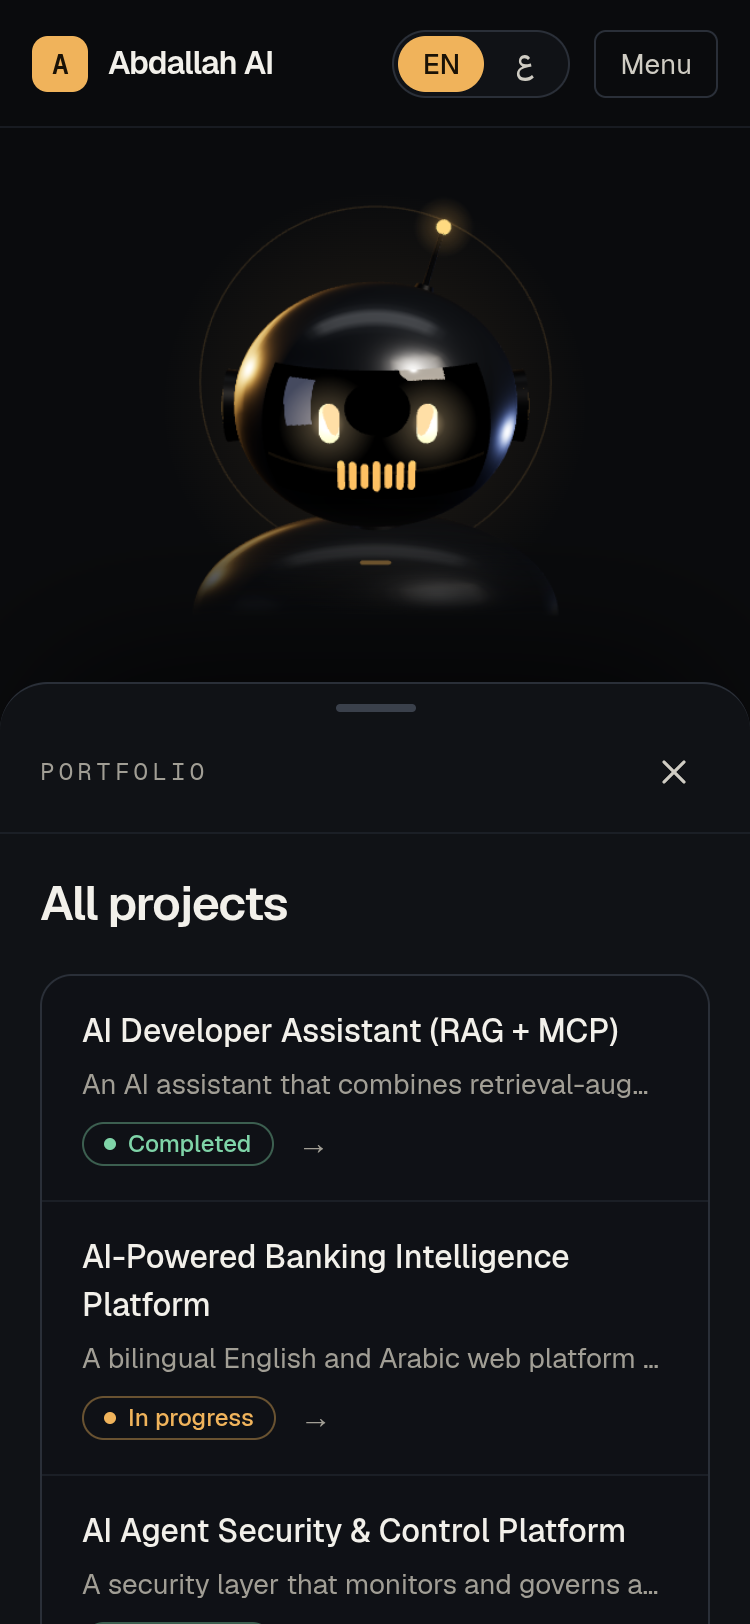 A Abdallah AI EN ع Menu
PORTFOLIO
All projects
AI Developer Assistant (RAG + MCP)
An AI assistant that combines retrieval-aug...
Completed →
AI-Powered Banking Intelligence
Platform
A bilingual English and Arabic web platform ...
In progress →
AI Agent Security & Control Platform
A security layer that monitors and governs a...